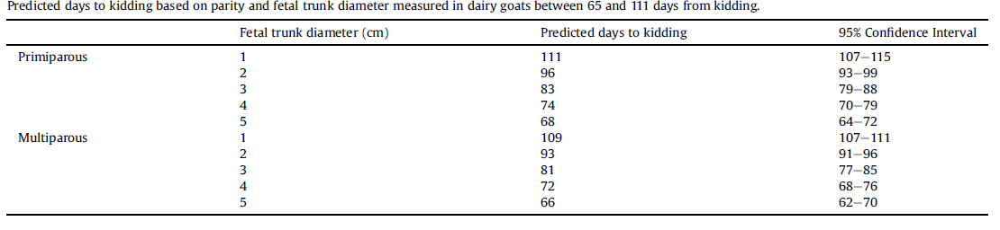 Predicted days to kidding based on parity and fetal trunk diameter measured in dairy goats between 65 and 111 days from kidding.
Fetal trunk diameter (cm) Predicted days to kidding 95% Confidence Interval
Primiparous 1 111 107–115
2 96 93–99
3 83 79–88
4 74 70–79
5 68 64–72
Multiparous 1 109 107–111
2 93 91–96
3 81 77–85
4 72 68–76
5 66 62–70